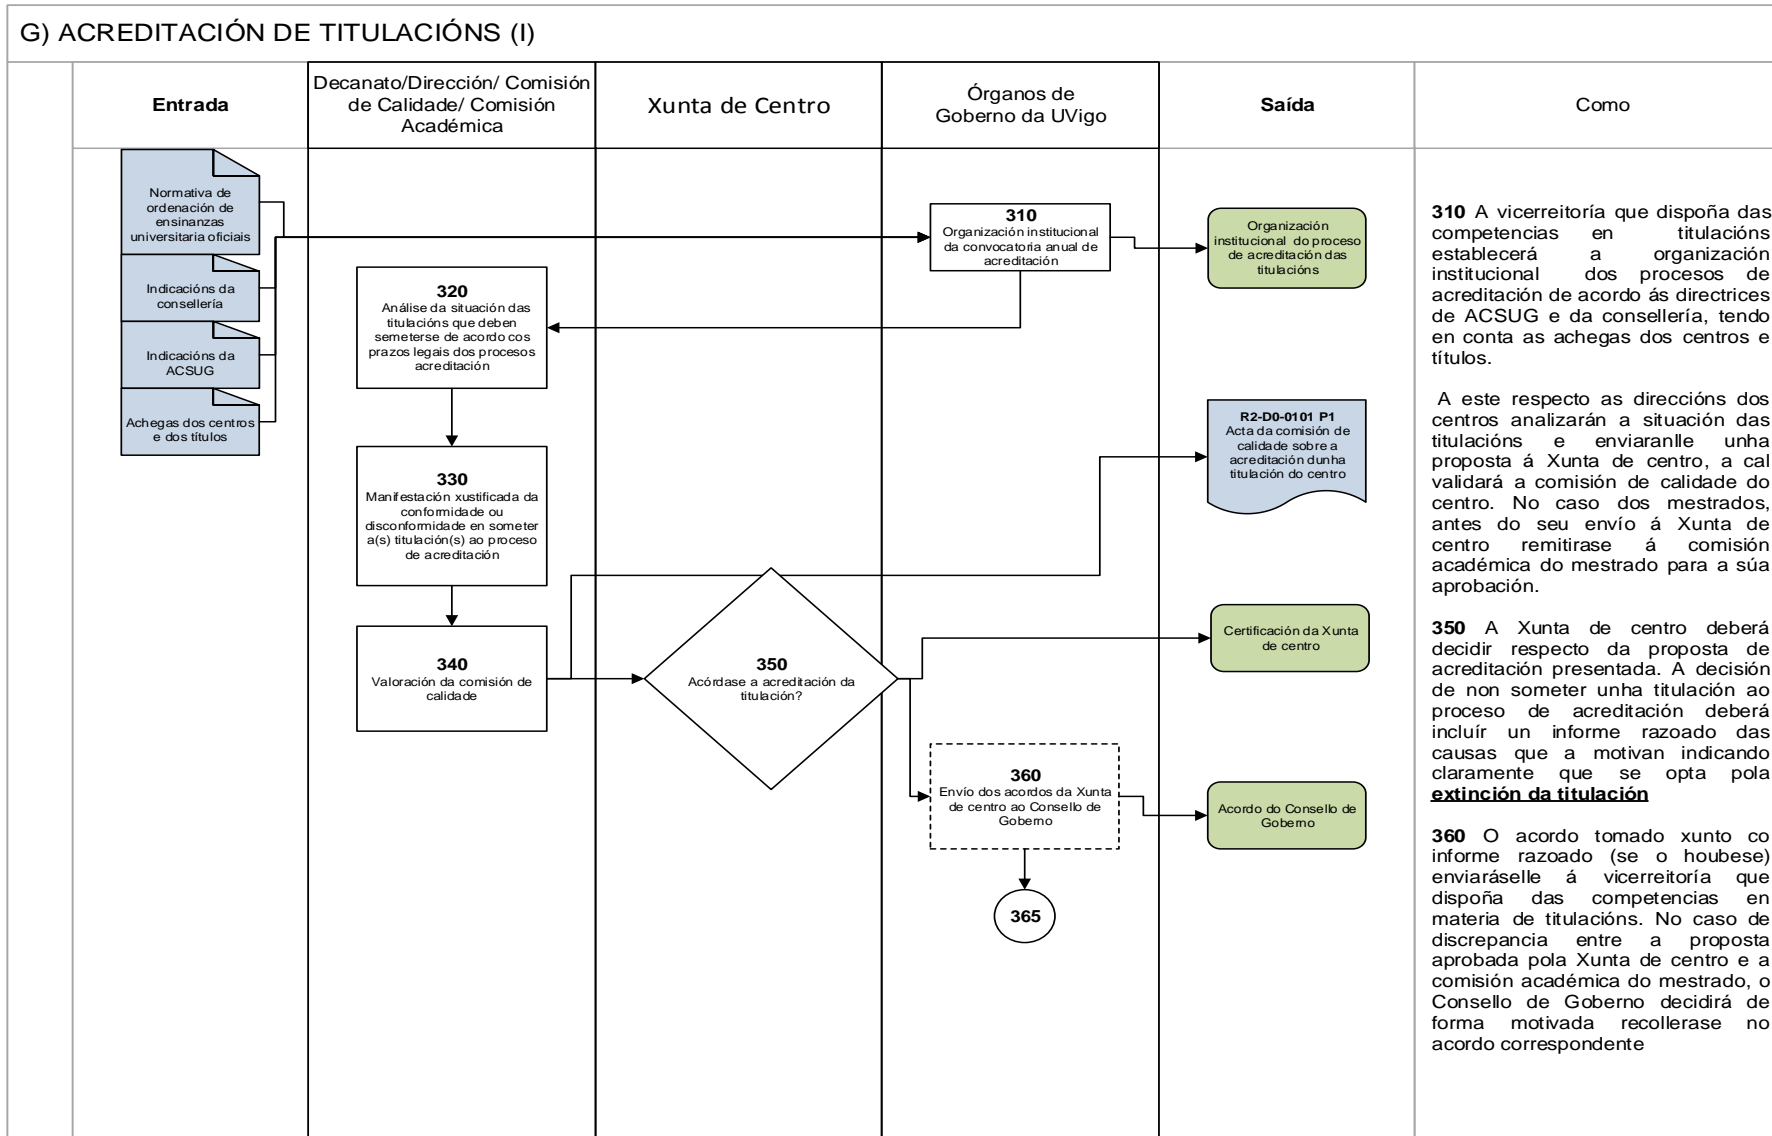 G) ACREDITACIÓN DE TITULACIÓNS (I)
Entrada
Decanato/Dirección/ Comisión
de Calidade/ Comisión
Académica
Xunta de Centro
Órganos de
Goberno da UVigo
Saída
Como
Normativa de
ordenación de
ensinanzas
universitaria oficiais
Indicacións da
consellería
Indicacións da
ACSUG
Achegas dos centros
e dos títulos
310
Organización institucional
da convocatoria anual de
acreditación
Organización
institucional do proceso
de acreditación das
titulacións
320
Análise da situación das
titulacións que deben
semeterse de acordo cos
prazos legais dos procesos
acreditación
330
Manifestación xustificada da
conformidade ou
disconformidade en someter
a(s) titulación(s) ao proceso
de acreditación
340
Valoración da comisión de
calidade
350
Acórdase a acreditación da
titulación?
R2-D0-0101 P1
Acta da comisión de
calidade sobre a
acreditación dunha
titulación do centro
Certificación da Xunta
de centro
360
Envío dos acordos da Xunta
de centro ao Consello de
Goberno
Acordo do Consello de
Goberno
365
310 A vicerreitoría que dispoña das
competencias en titulacións
establecerá a organización
institucional dos procesos de
acreditación de acordo ás directrices
de ACSUG e da consellería, tendo
en conta as achegas dos centros e
títulos.
A este respecto as direccións dos
centros analizarán a situación das
titulacións e enviaranlle unha
proposta á Xunta de centro, a cal
validará a comisión de calidade do
centro. No caso dos mestrados,
antes do seu envío á Xunta de
centro remitirase á comisión
académica do mestrado para a súa
aprobación.
350 A Xunta de centro deberá
decidir respecto da proposta de
acreditación presentada. A decisión
de non someter unha titulación ao
proceso de acreditación deberá
incluír un informe razoado das
causas que a motivan indicando
claramente que se opta pola
extinción da titulación
360 O acordo tomado xunto co
informe razoado (se o houbese)
enviaráselle á vicerreitoría que
dispoña das competencias en
materia de titulacións. No caso de
discrepancia entre a proposta
aprobada pola Xunta de centro e a
comisión académica do mestrado, o
Consello de Goberno decidirá de
forma motivada recollerase no
acordo correspondente